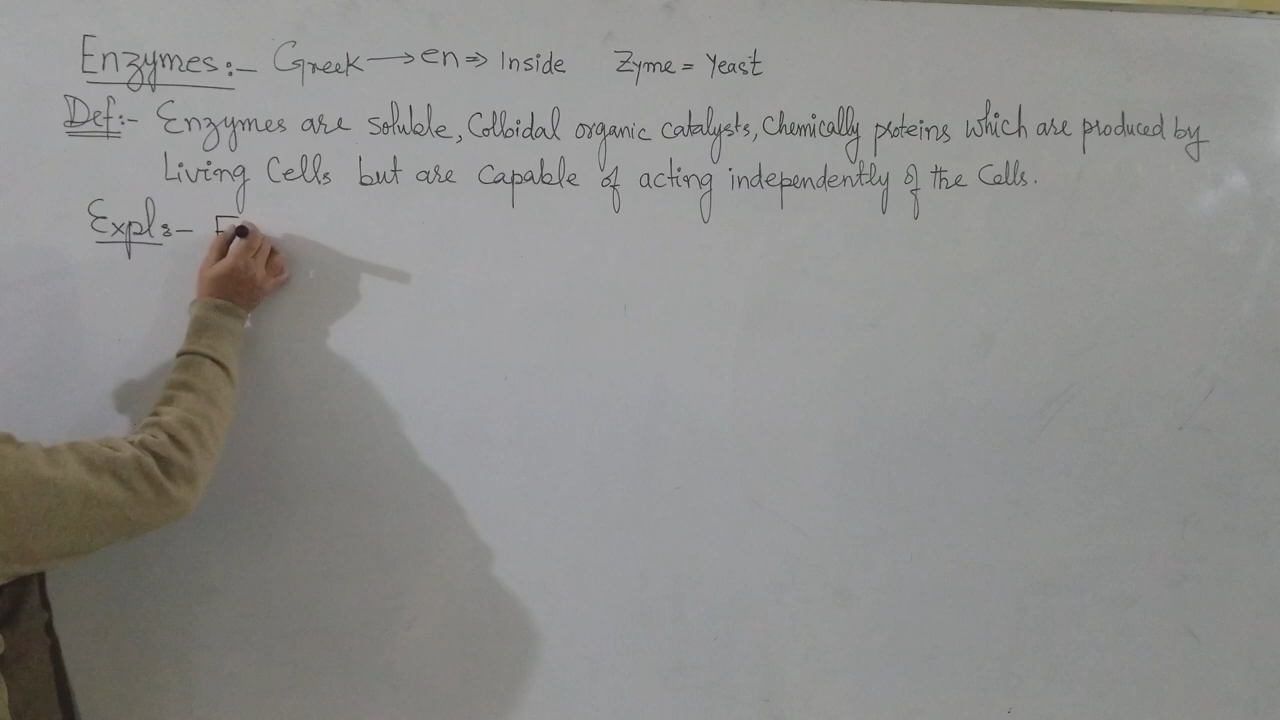 Enzymes:- Greek → en ⇒ Inside Zyme = Yeast
Def:- Enzymes are soluble, Colloidal organic catalysts, Chemically proteins which are produced by
Living Cells but are capable of acting independently of the Cells.
Expl:- E